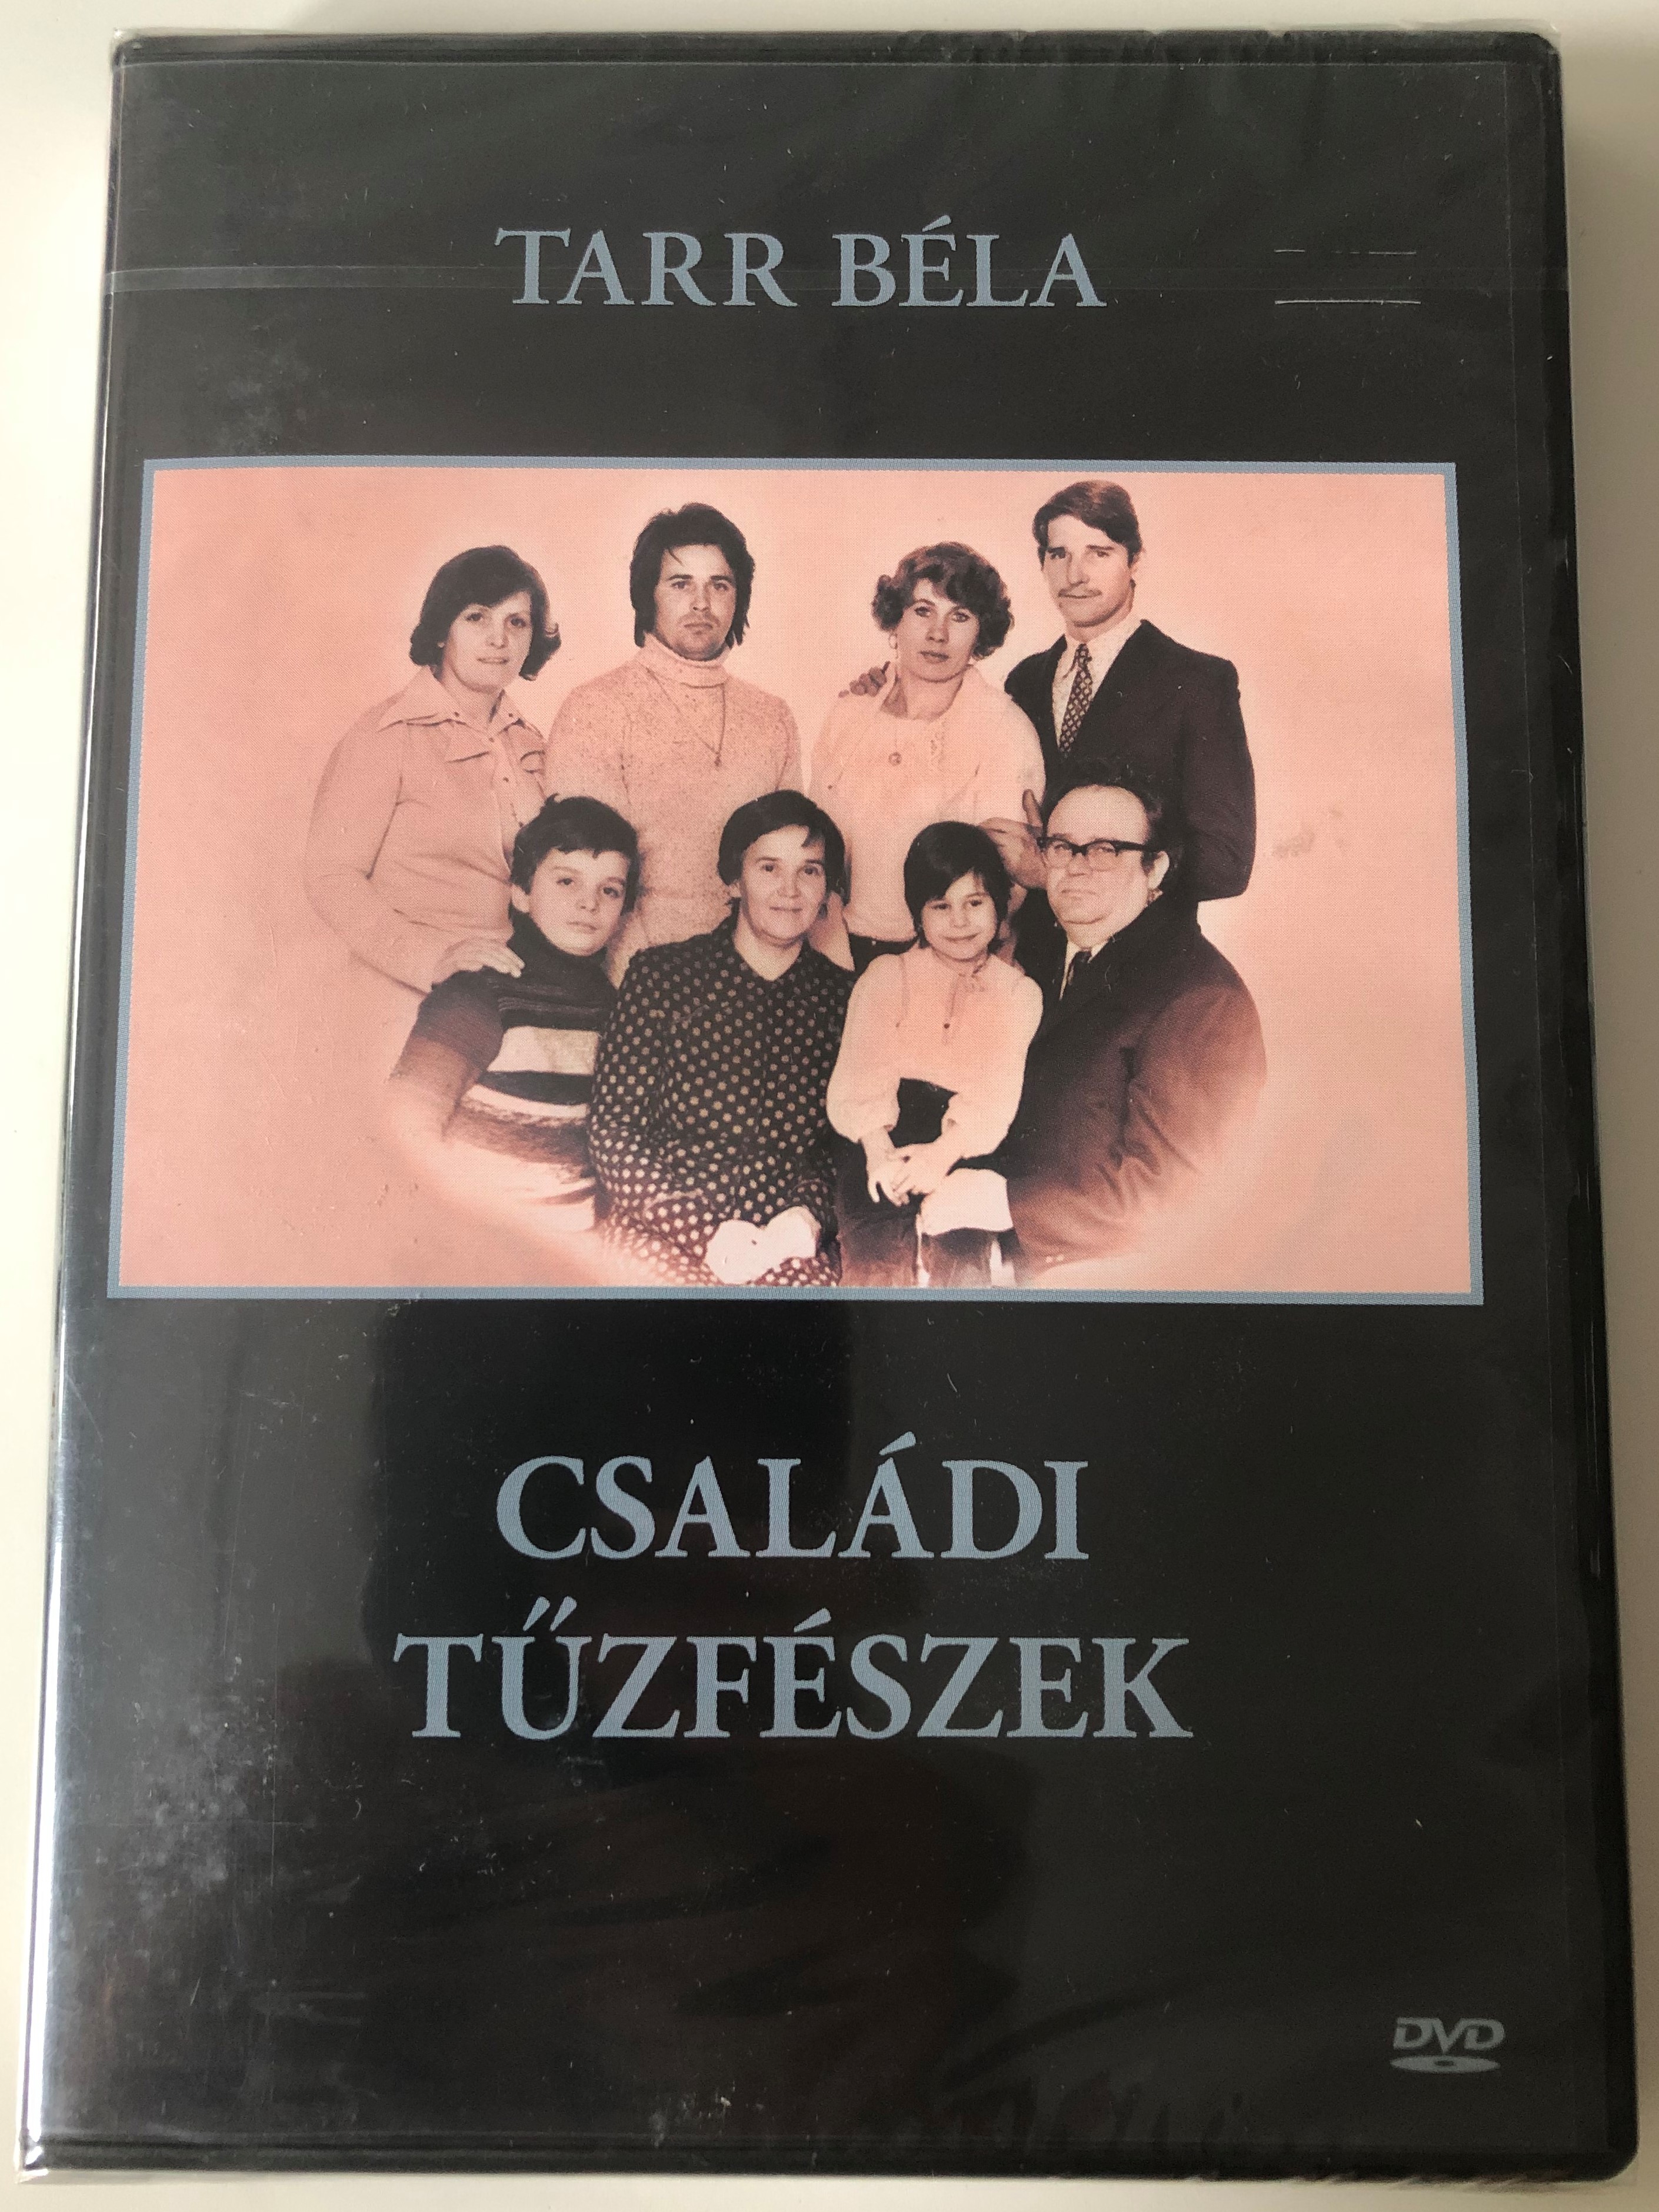 TARR BÉLA
CSALÁDI
TŰZFÉSZEK
DVD